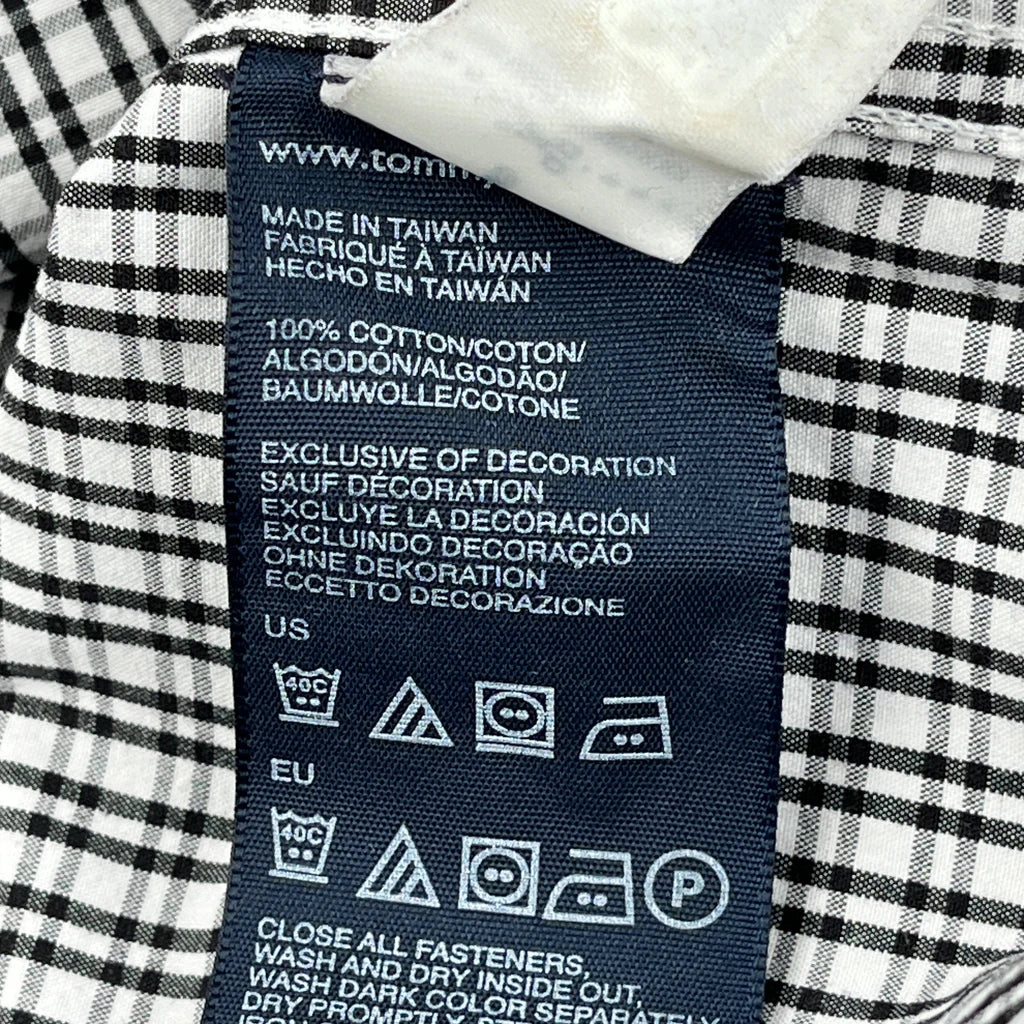 MADE IN TAIWAN
FABRIQUÉ À TAÏWAN
HECHO EN TAIWÁN
100% COTTON/COTON/
ALGODÓN/ALGODÃO/
BAUMWOLLE/COTONE
EXCLUSIVE OF DECORATION
SAUF DÉCORATION
EXCLUYE LA DECORACIÓN
EXCLUINDO DECORAÇÃO
OHNE DEKORATION
ECCETTO DECORAZIONE
US
40C
EU
40C
P
CLOSE ALL FASTENERS,
WASH AND DRY INSIDE OUT,
WASH DARK COLOR SEPARATELY
DRY PROMPTLY,